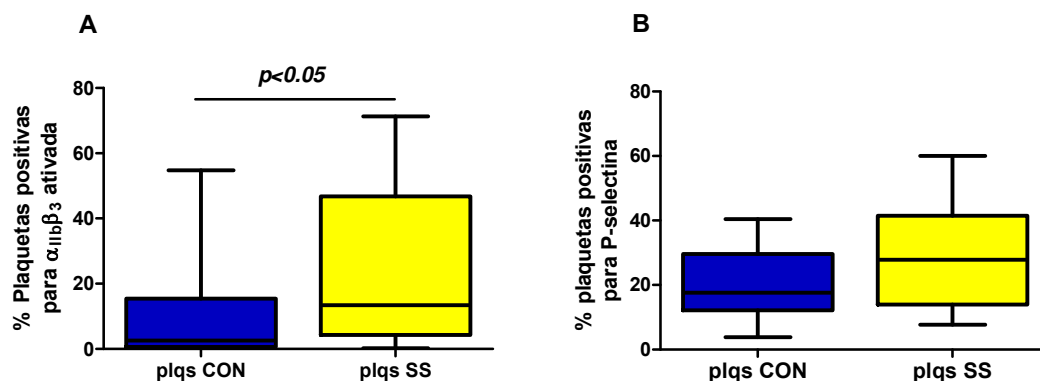 A
p<0.05
% Plaquetas positivas
para αIIbβ3 ativada
80
60
40
20
0
plqs CON
plqs SS
B
% plaquetas positivas
para P-selectina
80
60
40
20
0
plqs CON
plqs SS